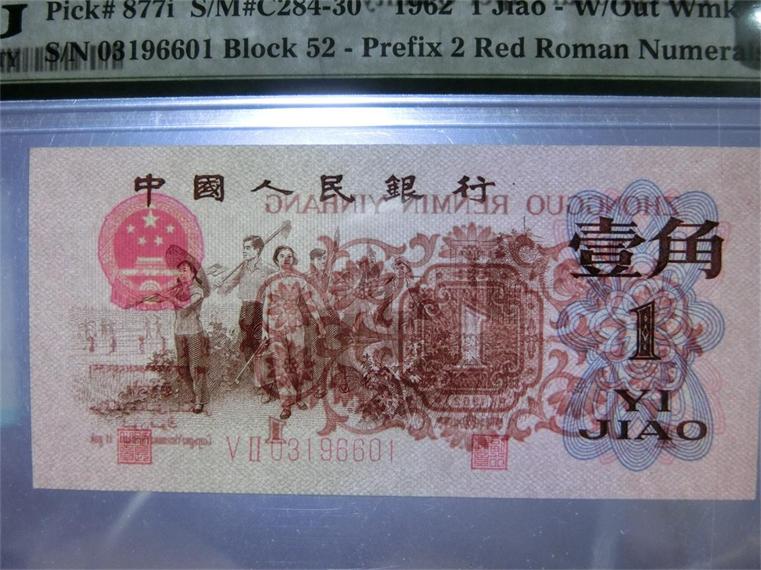 Pick# 877i S/M#C284-30 1962 1 Jiao - W/Out Wmk
S/N 03196601 Block 52 - Prefix 2 Red Roman Numerals
中國人民銀行
ZHONGGUO RENMIN YINHANG
壹角
1
1
YI
JIAO
VⅡ 03196601